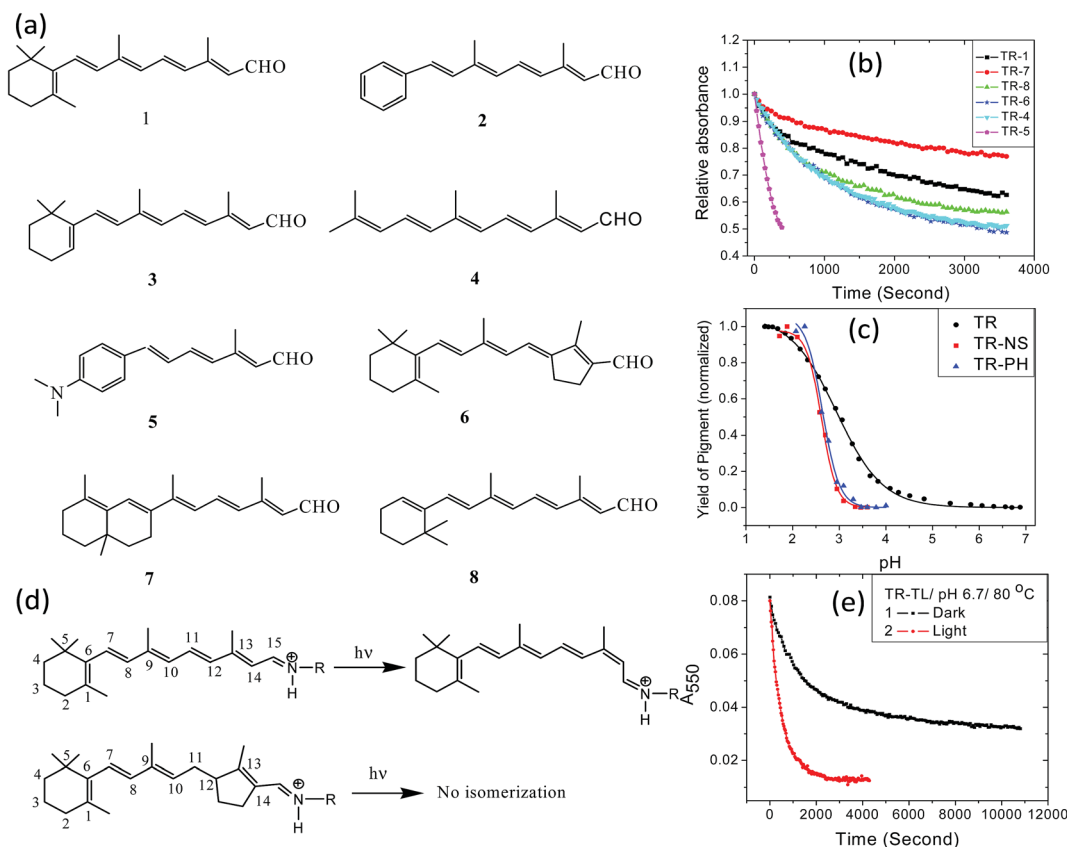 (a)
CHO
1
CHO
2
CHO
3
CHO
4
N
CHO
5
CHO
6
CHO
7
CHO
8
(b)
Relative absorbance
1.2
1.1
1.0
0.9
0.8
0.7
0.6
0.5
0.4
TR-1
TR-7
TR-8
TR-6
TR-4
TR-5
0 1000 2000 3000 4000
Time (Second)
(c)
Yield of Pigment (normalized)
1.0
0.8
0.6
0.4
0.2
0.0
TR
TR-NS
TR-PH
1 2 3 4 5 6 7
pH
(d)
5 7 9 11 13 15
4 6 8 10 12 14
3 1
2
N
⊕
R
H
hν
N
⊕
R
H
5 7 9 11 13
4 6 8 10 12 14
3 1
2
N
⊕
R
H
hν
No isomerization
(e)
A550
0.08
0.06
0.04
0.02
TR-TL/ pH 6.7/ 80 °C
1 Dark
2 Light
0 2000 4000 6000 8000 10000 12000
Time (Second)